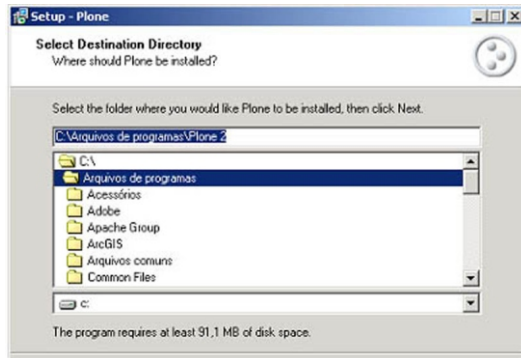 Setup - Plone
Select Destination Directory
Where should Plone be installed?
Select the folder where you would like Plone to be installed, then click Next.
C:\Arquivos de programas\Plone 2
C:\
Arquivos de programas
Acessórios
Adobe
Apache Group
ArcGIS
Arquivos comuns
Common Files
c:
The program requires at least 91,1 MB of disk space.